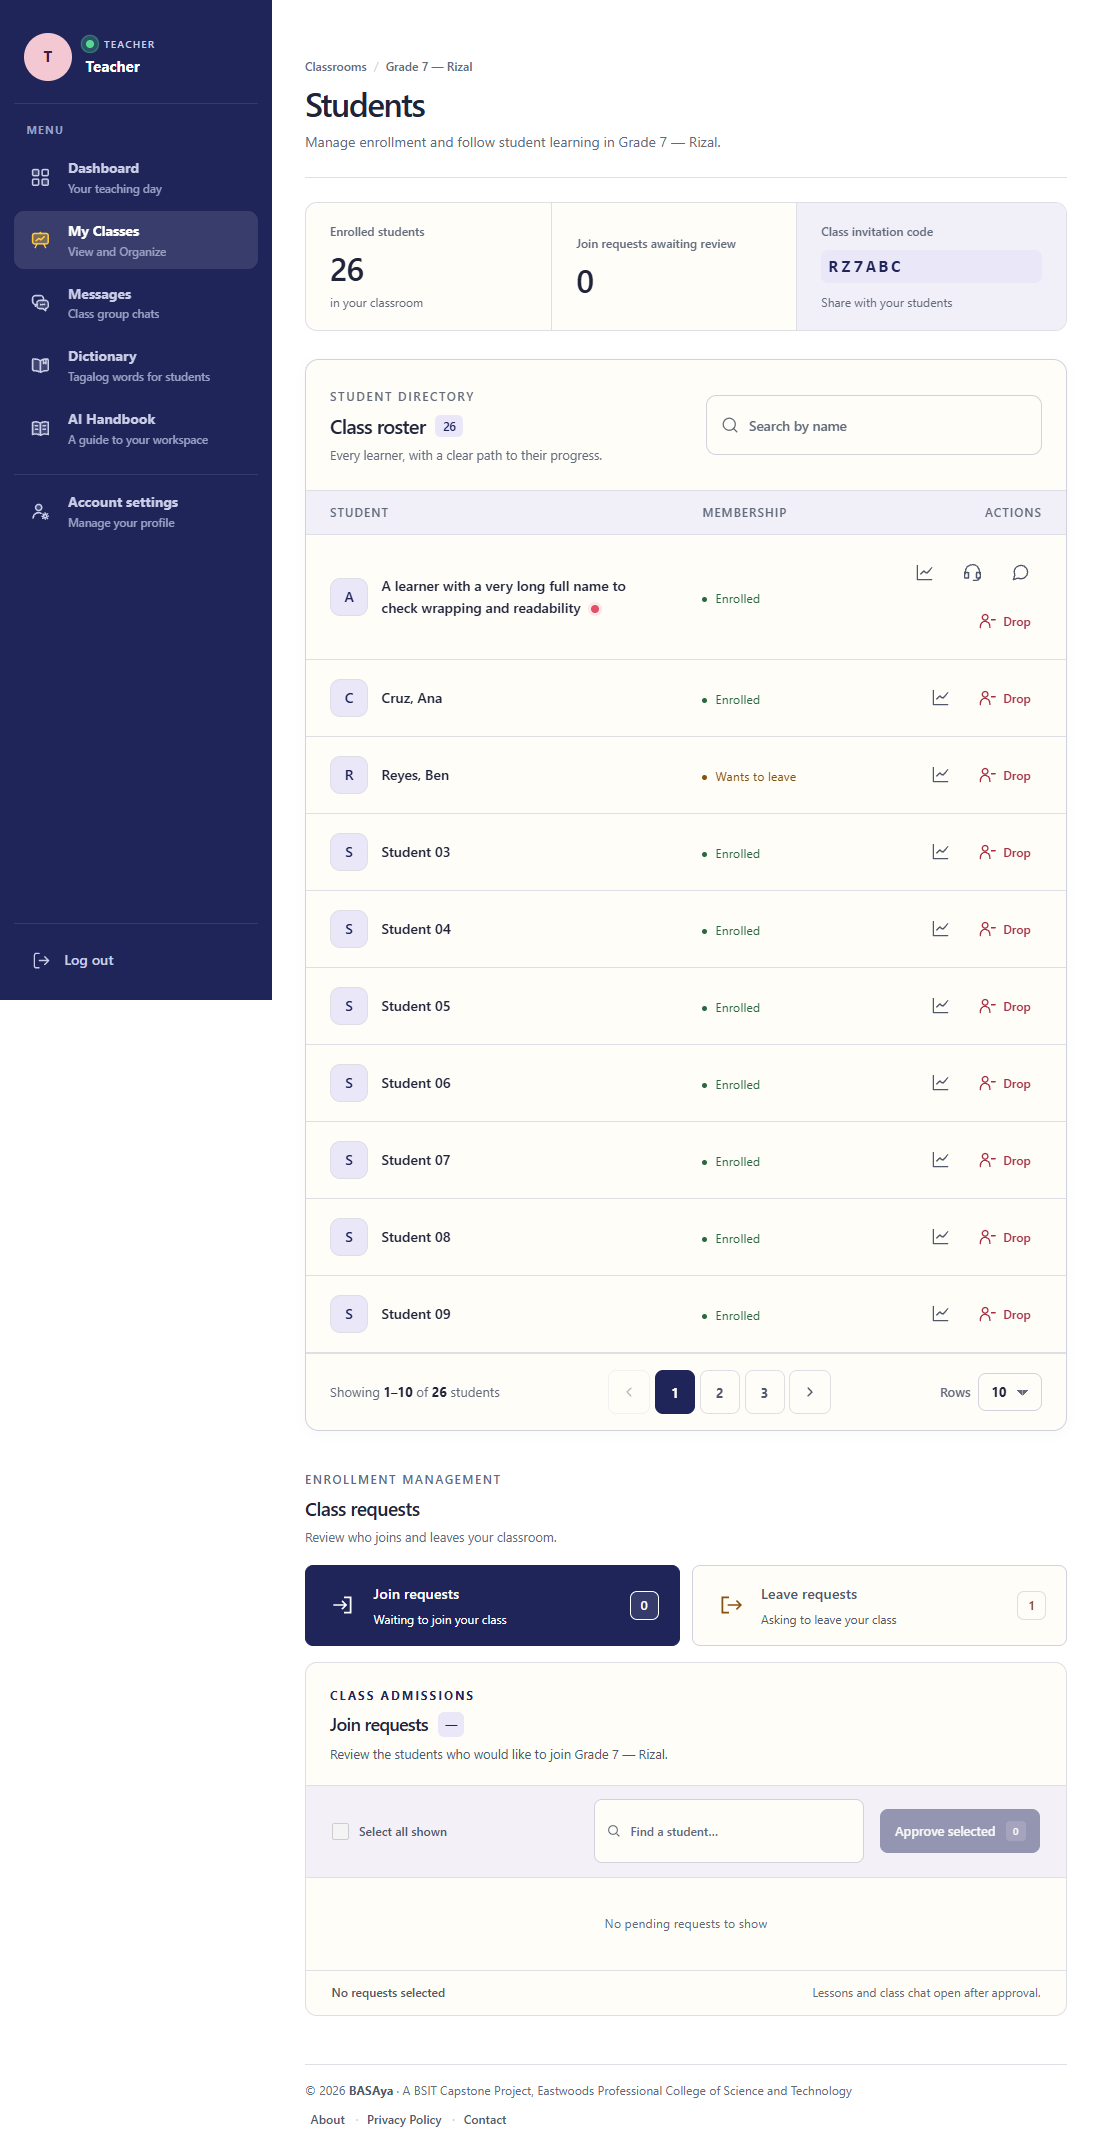 T
TEACHER
Teacher
MENU
Dashboard
Your teaching day
My Classes
View and Organize
Messages
Class group chats
Dictionary
Tagalog words for students
AI Handbook
A guide to your workspace
Account settings
Manage your profile
Log out
Classrooms / Grade 7 — Rizal
Students
Manage enrollment and follow student learning in Grade 7 — Rizal.
Enrolled students
26
in your classroom
Join requests awaiting review
0
Class invitation code
RZ7ABC
Share with your students
STUDENT DIRECTORY
Class roster 26
Every learner, with a clear path to their progress.
Search by name
STUDENT MEMBERSHIP ACTIONS
A A learner with a very long full name to
check wrapping and readability
Enrolled
Drop
C Cruz, Ana Enrolled Drop
R Reyes, Ben Wants to leave Drop
S Student 03 Enrolled Drop
S Student 04 Enrolled Drop
S Student 05 Enrolled Drop
S Student 06 Enrolled Drop
S Student 07 Enrolled Drop
S Student 08 Enrolled Drop
S Student 09 Enrolled Drop
Showing 1–10 of 26 students 1 2 3 Rows 10
ENROLLMENT MANAGEMENT
Class requests
Review who joins and leaves your classroom.
Join requests
Waiting to join your class
0
Leave requests
Asking to leave your class
1
CLASS ADMISSIONS
Join requests —
Review the students who would like to join Grade 7 — Rizal.
Select all shown Find a student... Approve selected 0
No pending requests to show
No requests selected Lessons and class chat open after approval.
© 2026 BASAya · A BSIT Capstone Project, Eastwoods Professional College of Science and Technology
About · Privacy Policy · Contact